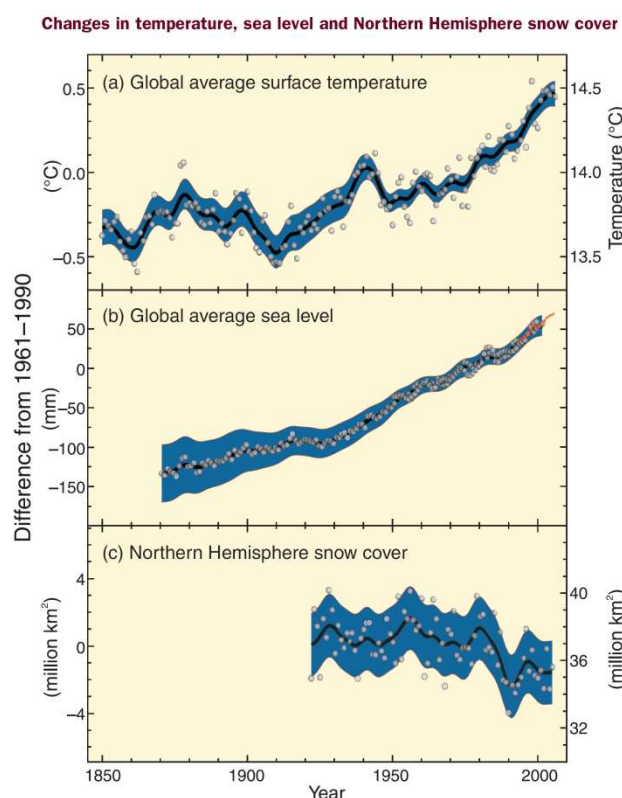 Changes in temperature, sea level and Northern Hemisphere snow cover
(a) Global average surface temperature
0.5
0.0
−0.5
(°C)
14.5
14.0
13.5
Temperature (°C)
(b) Global average sea level
50
0
−50
−100
−150
(mm)
Difference from 1961–1990
(c) Northern Hemisphere snow cover
4
0
−4
(million km²)
40
36
32
(million km²)
1850
1900
1950
2000
Year